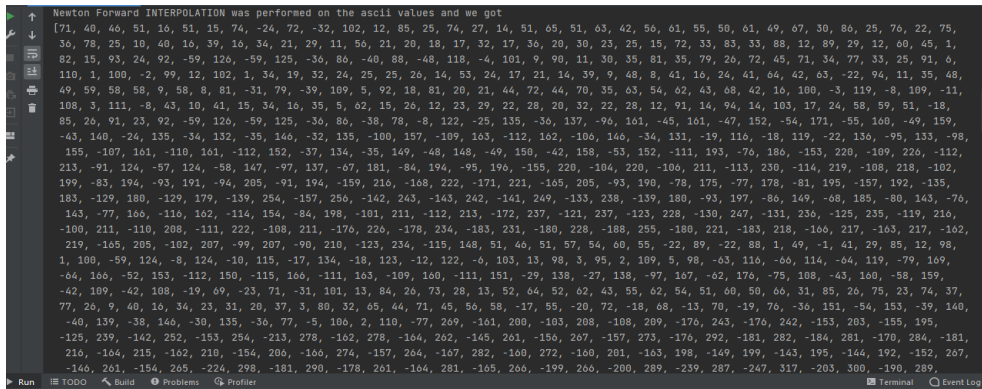 Newton Forward INTERPOLATION was performed on the ascii values and we got
[71, 40, 46, 51, 16, 51, 15, 74, -24, 72, -32, 102, 12, 85, 25, 74, 27, 14, 51, 65, 51, 63, 42, 56, 61, 55, 50, 61, 49, 67, 30, 86, 25, 76, 22, 75,
36, 78, 25, 10, 40, 16, 39, 16, 34, 21, 29, 11, 56, 21, 20, 18, 17, 32, 17, 36, 20, 30, 23, 25, 15, 72, 33, 83, 33, 88, 12, 89, 29, 12, 60, 45, 1,
82, 15, 93, 24, 92, -59, 126, -59, 125, -36, 86, -40, 88, -48, 118, -4, 101, 9, 90, 11, 30, 35, 81, 35, 79, 23, 72, 45, 71, 34, 77, 33, 25, 91, 6,
110, 1, 100, -2, 99, 12, 102, 1, 34, 19, 32, 24, 25, 25, 26, 14, 53, 24, 17, 21, 14, 39, 9, 48, 8, 41, 16, 24, 41, 64, 42, 63, -22, 94, 11, 35, 48,
49, 59, 58, 58, 9, 58, 8, 81, -31, 79, -39, 109, 5, 92, 18, 81, 20, 21, 44, 72, 44, 70, 35, 63, 54, 62, 43, 68, 42, 16, 100, -3, 119, -8, 109, -11,
108, 3, 111, -8, 43, 10, 41, 15, 34, 16, 35, 5, 62, 15, 26, 12, 23, 29, 22, 28, 20, 32, 22, 28, 12, 91, 14, 94, 14, 103, 17, 24, 58, 59, 51, -18,
85, 26, 91, 23, 92, -59, 126, -59, 125, -36, 86, -38, 78, -8, 122, -25, 135, -36, 137, -96, 161, -45, 161, -47, 152, -54, 171, -55, 160, -49, 159,
-43, 140, -24, 135, -34, 132, -35, 146, -32, 135, -100, 157, -109, 163, -112, 162, -106, 146, -34, 131, -19, 116, -18, 119, -22, 136, -95, 133, -98,
155, -107, 161, -110, 161, -112, 152, -37, 134, -35, 149, -48, 148, -49, 150, -42, 158, -53, 152, -111, 193, -76, 186, -153, 220, -109, 226, -112,
213, -91, 124, -57, 124, -58, 147, -97, 137, -67, 181, -84, 194, -95, 196, -155, 220, -104, 220, -106, 211, -113, 230, -114, 219, -108, 218, -102,
199, -83, 194, -93, 191, -94, 205, -91, 194, -159, 216, -168, 222, -171, 221, -165, 205, -93, 190, -78, 175, -77, 178, -81, 195, -157, 192, -135,
183, -129, 180, -129, 179, -139, 254, -157, 256, -142, 243, -143, 242, -141, 249, -133, 238, -139, 180, -93, 197, -86, 149, -68, 185, -80, 143, -76,
143, -77, 166, -116, 162, -114, 154, -84, 198, -101, 211, -112, 213, -172, 237, -121, 237, -123, 228, -130, 247, -131, 236, -125, 235, -119, 216,
-100, 211, -110, 208, -111, 222, -108, 211, -176, 226, -178, 234, -183, 231, -180, 228, -188, 255, -180, 221, -183, 218, -166, 217, -163, 217, -162,
219, -165, 205, -102, 207, -99, 207, -90, 210, -123, 234, -115, 148, 51, 46, 51, 57, 54, 60, 55, -22, 89, -22, 88, 1, 49, -1, 41, 29, 85, 12, 98,
1, 100, -59, 124, -8, 124, -10, 115, -17, 134, -18, 123, -12, 122, -6, 103, 13, 98, 3, 95, 2, 109, 5, 98, -63, 116, -66, 114, -64, 119, -79, 169,
-64, 166, -52, 153, -112, 150, -115, 166, -111, 163, -109, 160, -111, 151, -29, 138, -27, 138, -97, 167, -62, 176, -75, 108, -43, 160, -58, 159,
-42, 109, -42, 108, -19, 69, -23, 71, -31, 101, 13, 84, 26, 73, 28, 13, 52, 64, 52, 62, 43, 55, 62, 54, 51, 60, 50, 66, 31, 85, 26, 75, 23, 74, 37,
77, 26, 9, 40, 16, 34, 23, 31, 20, 37, 3, 80, 32, 65, 44, 71, 45, 56, 58, -17, 55, -20, 72, -18, 68, -13, 70, -19, 76, -36, 151, -54, 153, -39, 140,
-40, 139, -38, 146, -30, 135, -36, 77, -5, 106, 2, 110, -77, 269, -161, 200, -103, 208, -108, 209, -176, 243, -176, 242, -153, 203, -155, 195,
-125, 239, -142, 252, -153, 254, -213, 278, -162, 278, -164, 262, -145, 261, -156, 267, -157, 273, -176, 292, -181, 282, -184, 281, -170, 284, -181,
216, -164, 215, -162, 210, -154, 206, -166, 274, -157, 264, -167, 282, -160, 272, -160, 201, -163, 198, -149, 199, -143, 195, -144, 192, -152, 267,
-146, 261, -154, 265, -224, 298, -181, 290, -178, 261, -164, 281, -165, 266, -199, 266, -200, 289, -239, 287, -247, 317, -203, 300, -190, 289,
Run TODO Build Problems Profiler Terminal Event Log